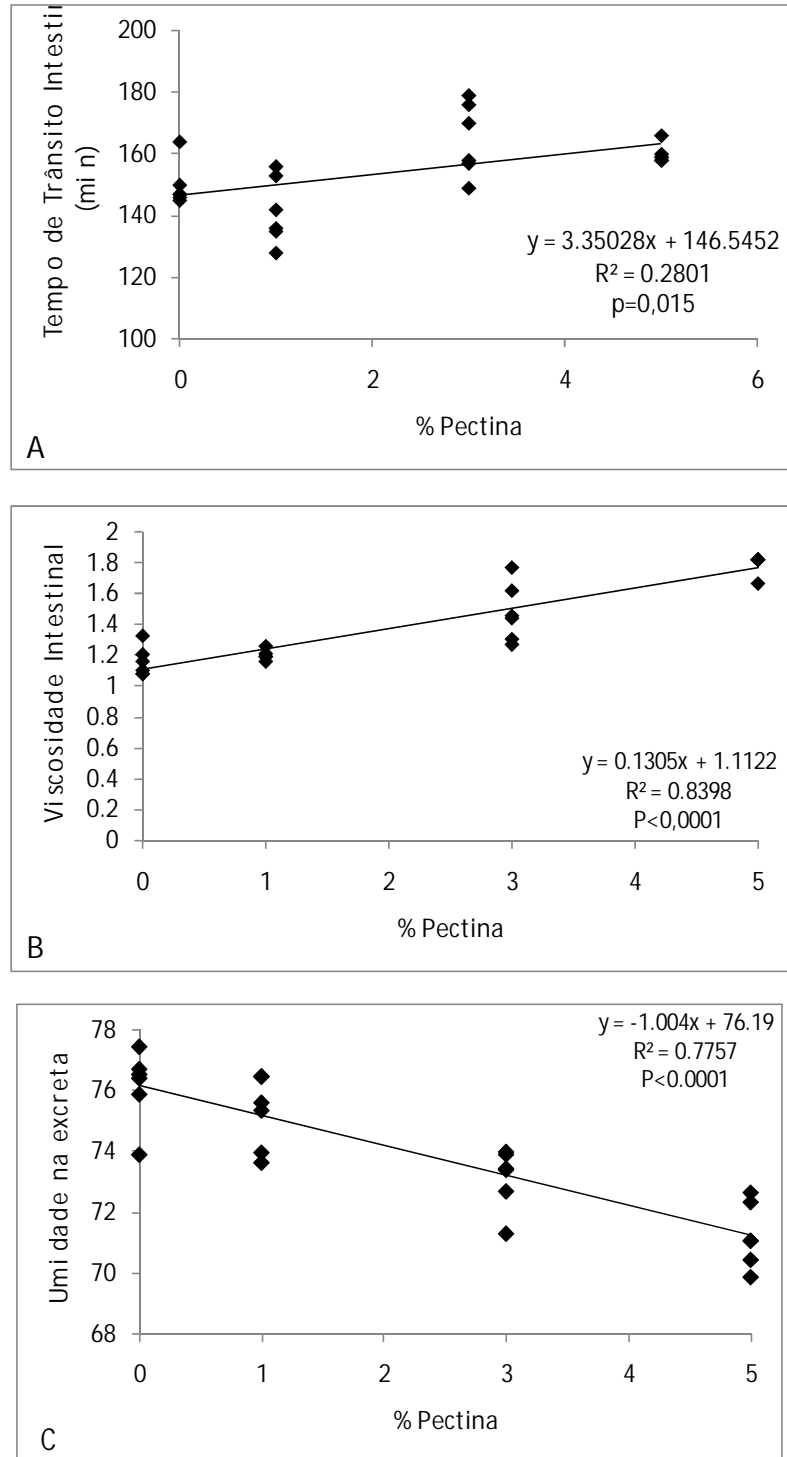 Tempo de Trânsito Intesti
(mi n)
200
180
160
140
120
100
y = 3.35028x + 146.5452
R² = 0.2801
p=0,015
0 2 4 6
% Pectina
A
Viscosidade Intestinal
2
1.8
1.6
1.4
1.2
1
0.8
0.6
0.4
0.2
0
y = 0.1305x + 1.1122
R² = 0.8398
P<0,0001
0 1 2 3 4 5
% Pectina
B
Umi dade na excreta
78
76
74
72
70
68
y = -1.004x + 76.19
R² = 0.7757
P<0.0001
0 1 2 3 4 5
% Pectina
C